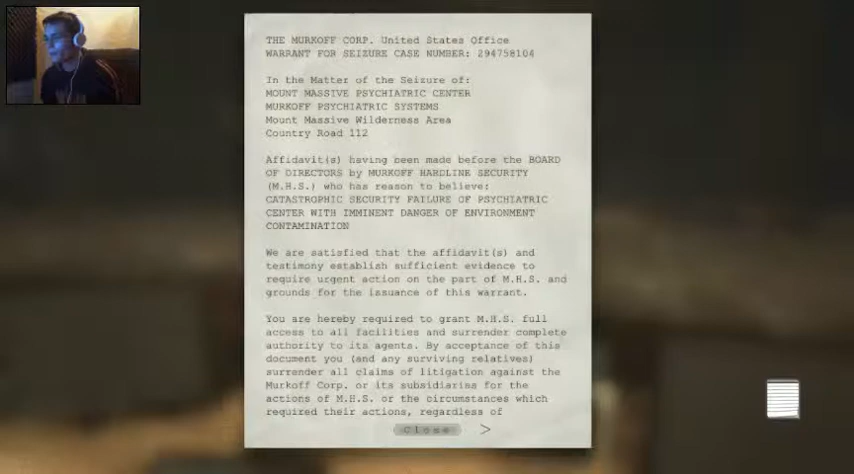 THE MURKOFF CORP. United States Office
WARRANT FOR SEIZURE CASE NUMBER: 294758104
In the Matter of the Seizure of:
MOUNT MASSIVE PSYCHIATRIC CENTER
MURKOFF PSYCHIATRIC SYSTEMS
Mount Massive Wilderness Area
Country Road 112
Affidavit(s) having been made before the BOARD
OF DIRECTORS by MURKOFF HARDLINE SECURITY
(M.H.S.) who has reason to believe:
CATASTROPHIC SECURITY FAILURE OF PSYCHIATRIC
CENTER WITH IMMINENT DANGER OF ENVIRONMENT
CONTAMINATION
We are satisfied that the affidavit(s) and
testimony establish sufficient evidence to
require urgent action on the part of M.H.S. and
grounds for the issuance of this warrant.
You are hereby required to grant M.H.S. full
access to all facilities and surrender complete
authority to its agents. By acceptance of this
document you (and any surviving relatives)
surrender all claims of litigation against the
Murkoff Corp. or its subsidiaries for the
actions of M.H.S. or the circumstances which
required their actions, regardless of
Close >